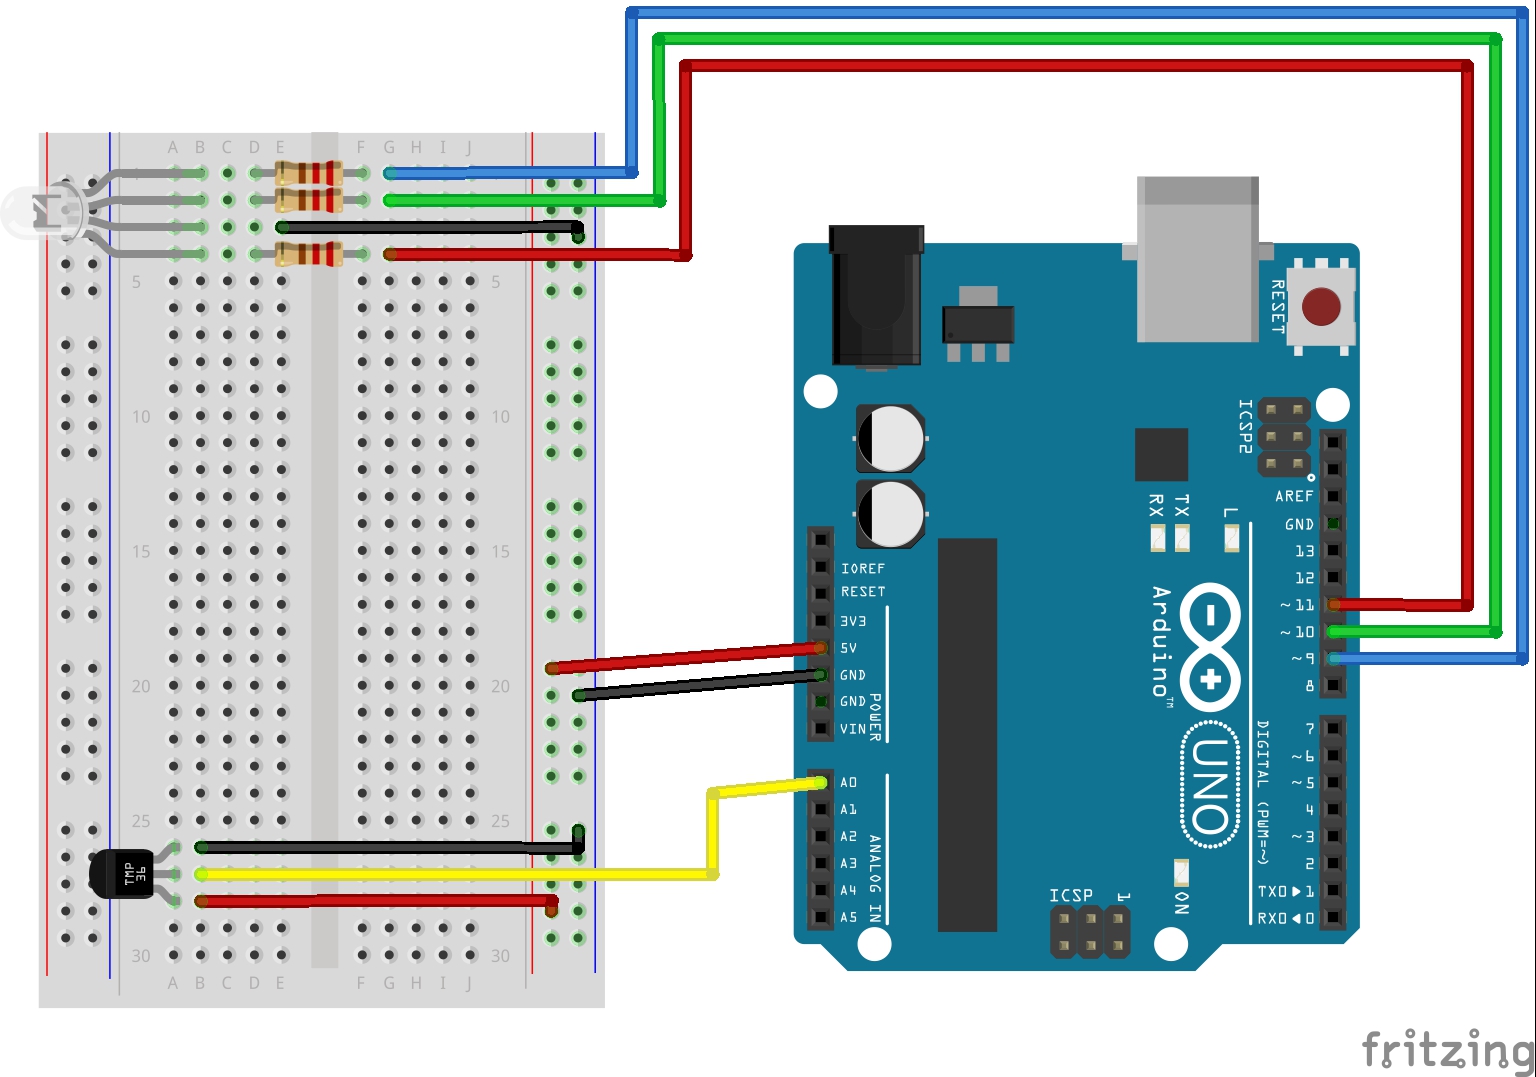 A B C D E F G H I J
5 5
10 10
15 15
20 20
25 25
30 30
A B C D E F G H I J
TMP
36
RESET
ICSP2
AREF
GND
13
12
~11
~10
~9
8
7
~6
~5
4
~3
2
TX0▶1
RX0◀0
DIGITAL (PWM=~)
RX
TX
L
Arduino™
UNO
ON
ICSP
1
IOREF
RESET
3V3
5V
GND
GND
VIN
POWER
A0
A1
A2
A3
A4
A5
ANALOG IN
fritzing